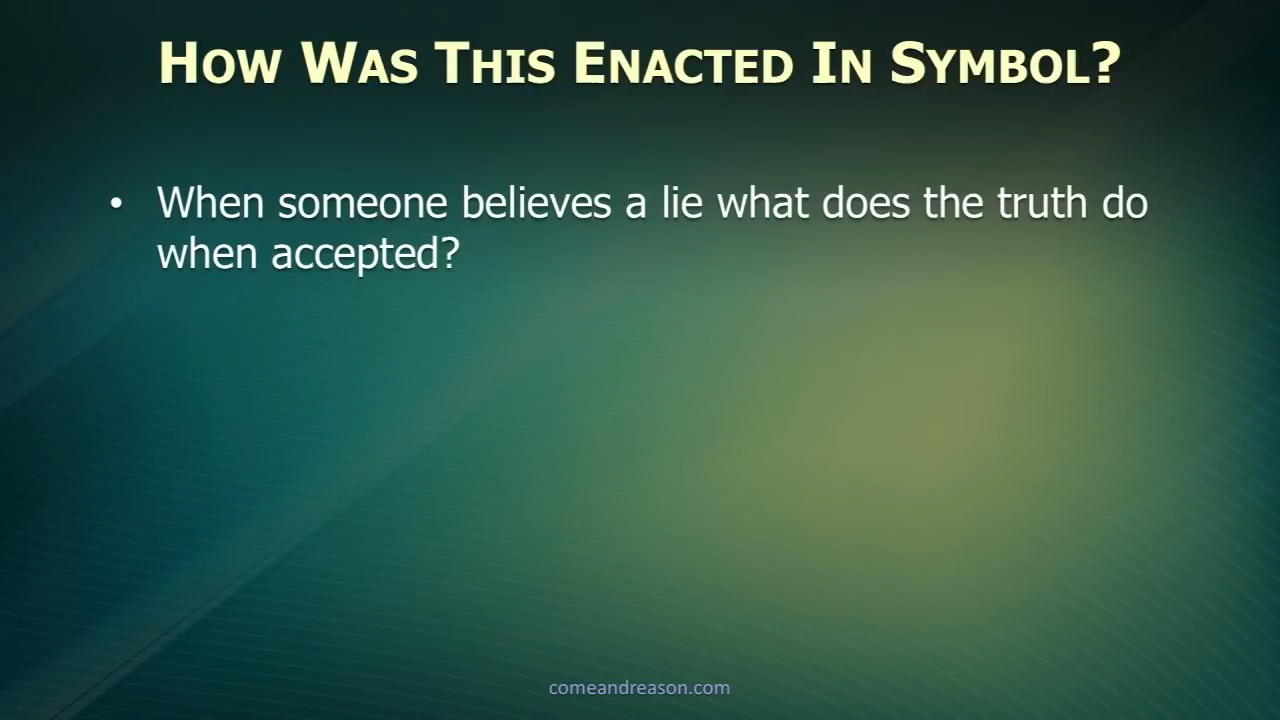 HOW WAS THIS ENACTED IN SYMBOL?
• When someone believes a lie what does the truth do
when accepted?
comeandreason.com